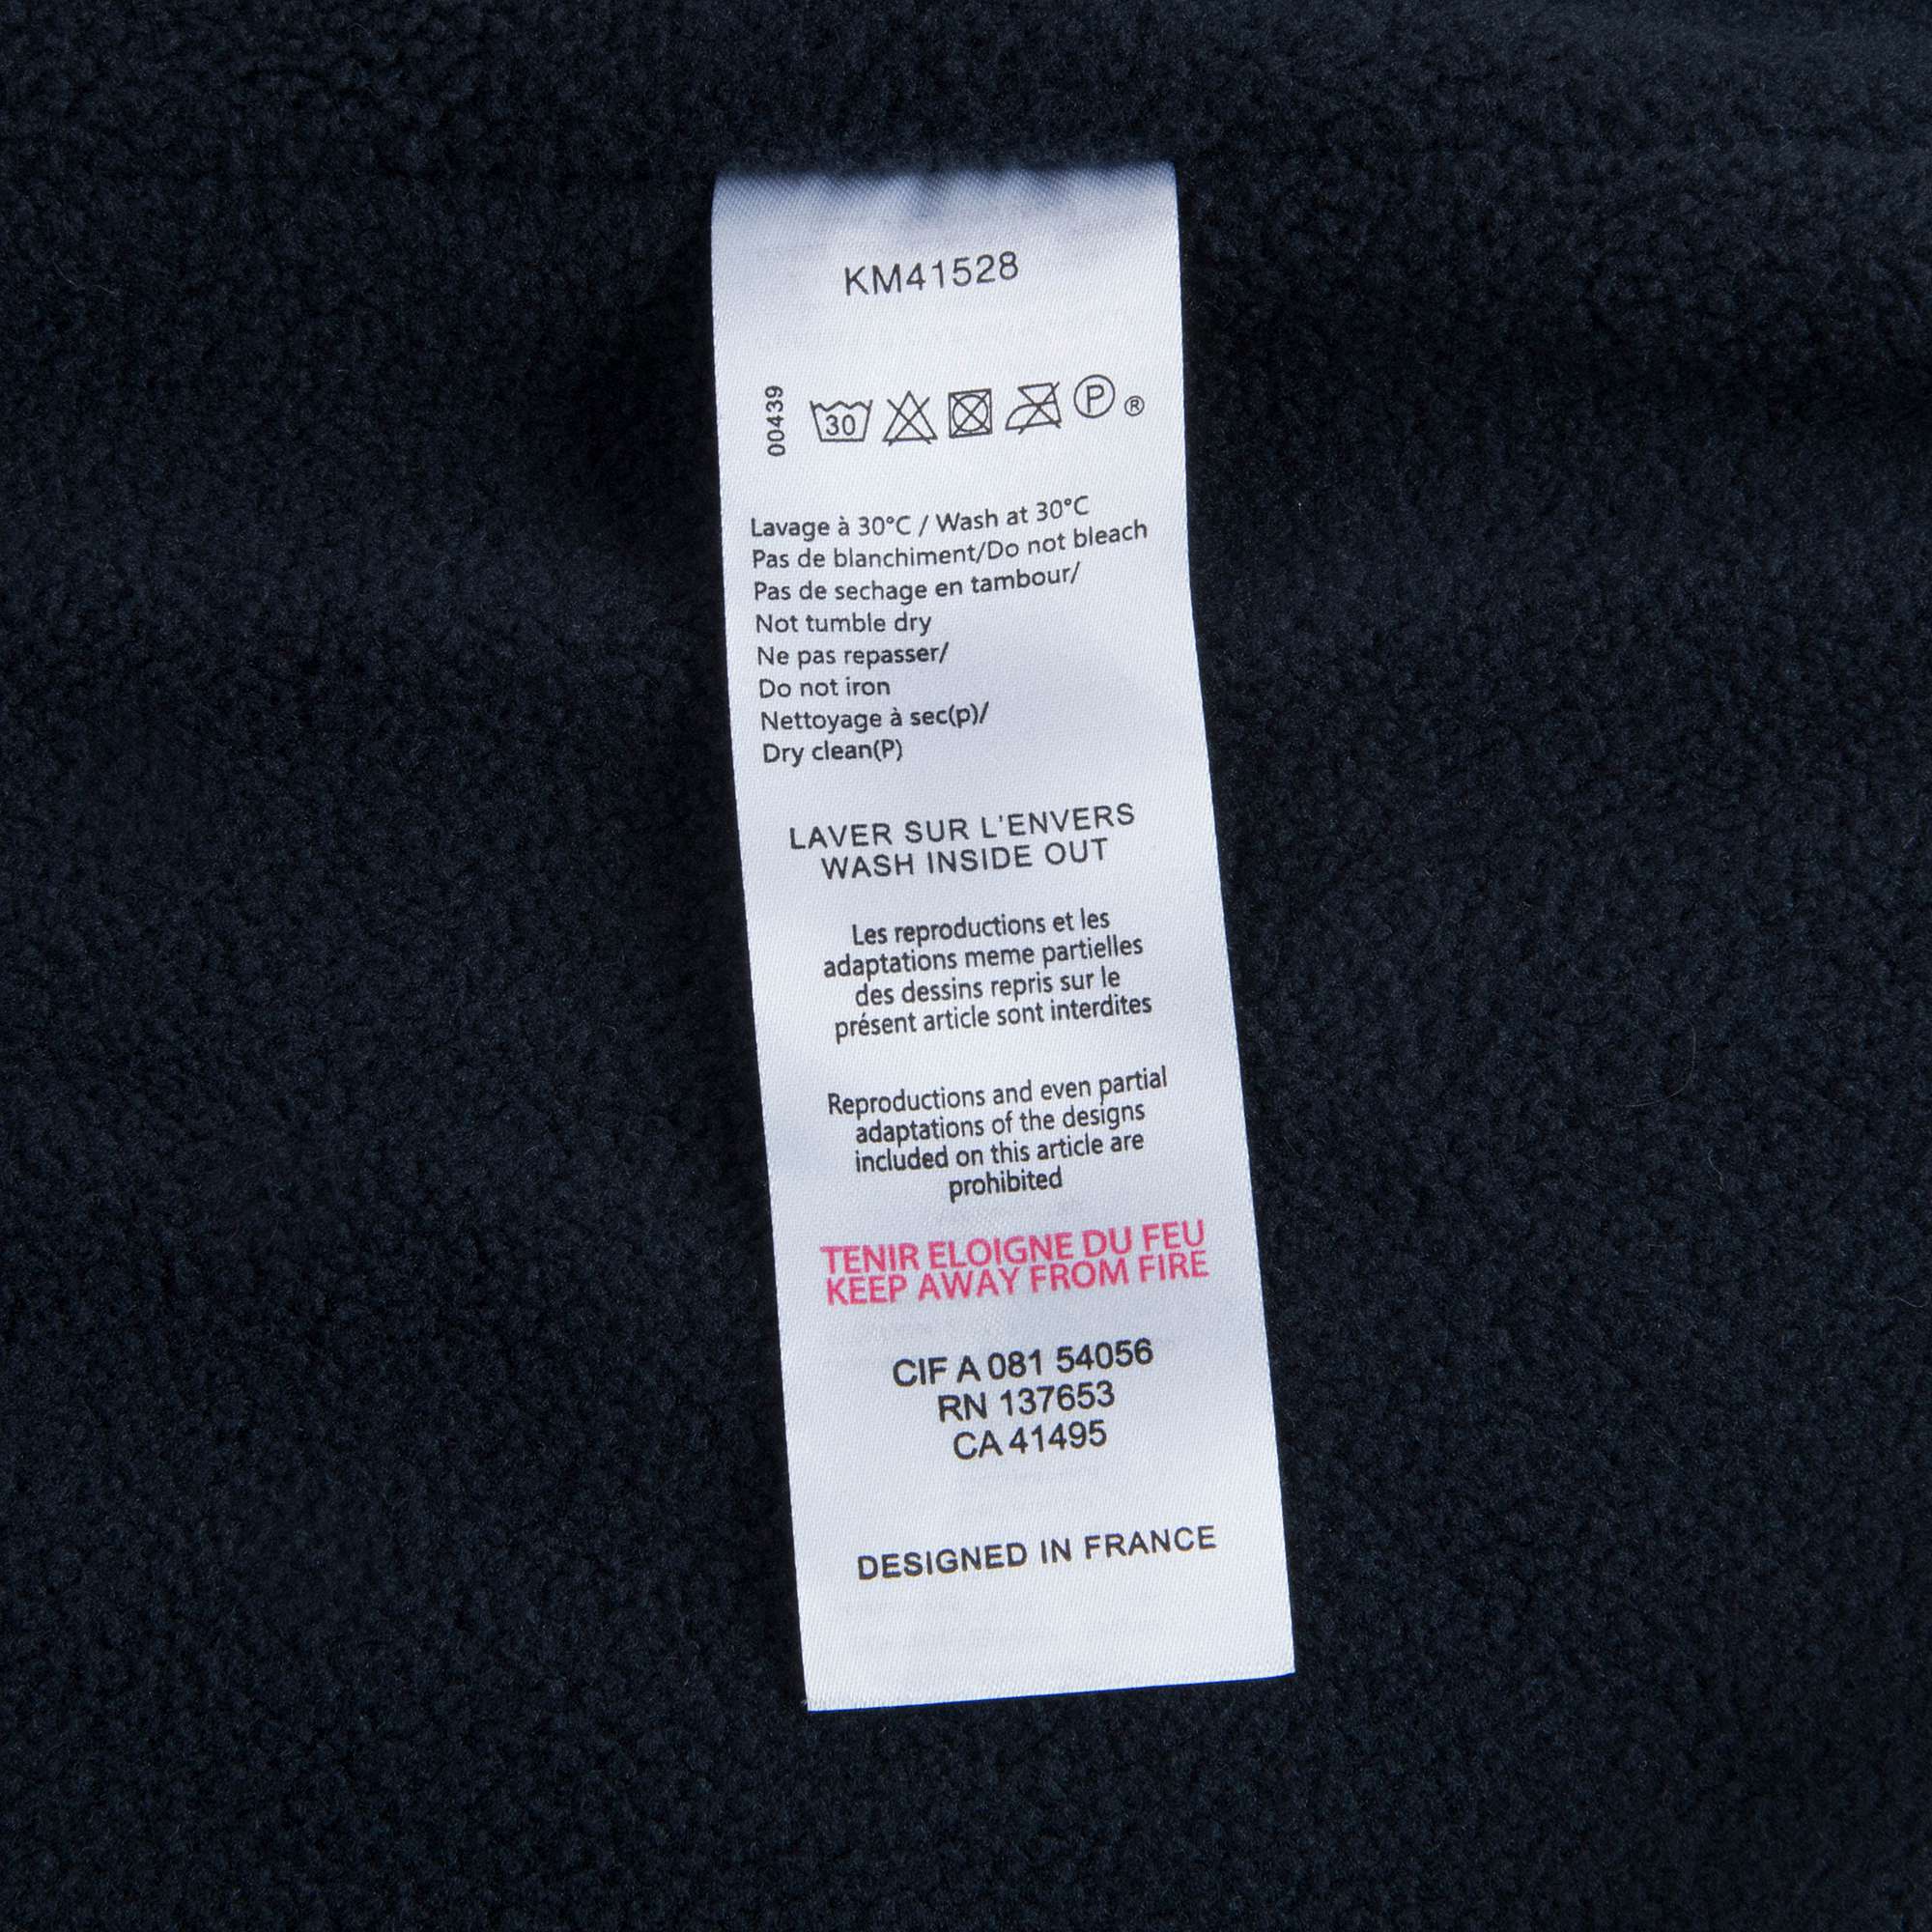 KM41528
00439
30 P ®
Lavage à 30°C / Wash at 30°C
Pas de blanchiment/Do not bleach
Pas de sechage en tambour/
Not tumble dry
Ne pas repasser/
Do not iron
Nettoyage à sec(p)/
Dry clean(P)
LAVER SUR L'ENVERS
WASH INSIDE OUT
Les reproductions et les
adaptations meme partielles
des dessins repris sur le
présent article sont interdites
Reproductions and even partial
adaptations of the designs
included on this article are
prohibited
TENIR ELOIGNE DU FEU
KEEP AWAY FROM FIRE
CIF A 081 54056
RN 137653
CA 41495
DESIGNED IN FRANCE